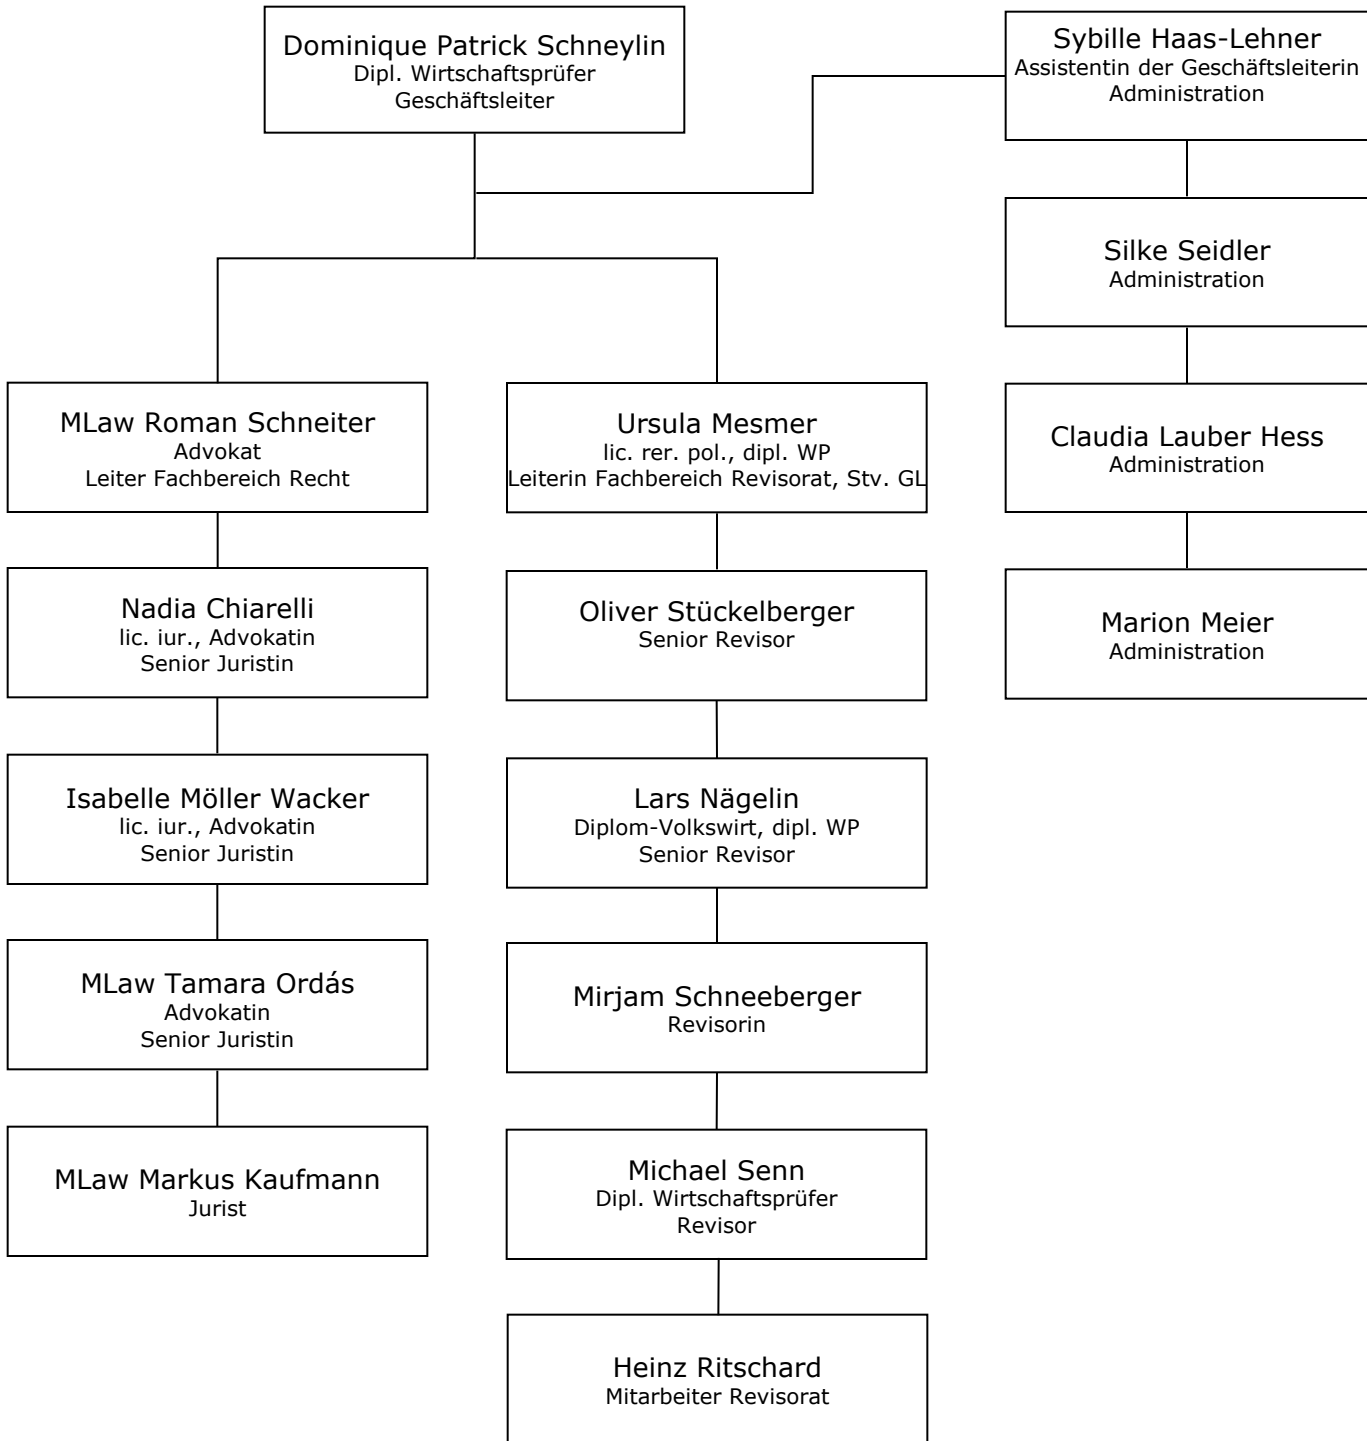 Dominique Patrick Schneylin
Dipl. Wirtschaftsprüfer
Geschäftsleiter
Sybille Haas-Lehner
Assistentin der Geschäftsleiterin
Administration
Silke Seidler
Administration
Claudia Lauber Hess
Administration
Marion Meier
Administration
MLaw Roman Schneiter
Advokat
Leiter Fachbereich Recht
Nadia Chiarelli
lic. iur., Advokatin
Senior Juristin
Isabelle Möller Wacker
lic. iur., Advokatin
Senior Juristin
MLaw Tamara Ordás
Advokatin
Senior Juristin
MLaw Markus Kaufmann
Jurist
Ursula Mesmer
lic. rer. pol., dipl. WP
Leiterin Fachbereich Revisorat, Stv. GL
Oliver Stückelberger
Senior Revisor
Lars Nägelin
Diplom-Volkswirt, dipl. WP
Senior Revisor
Mirjam Schneeberger
Revisorin
Michael Senn
Dipl. Wirtschaftsprüfer
Revisor
Heinz Ritschard
Mitarbeiter Revisorat